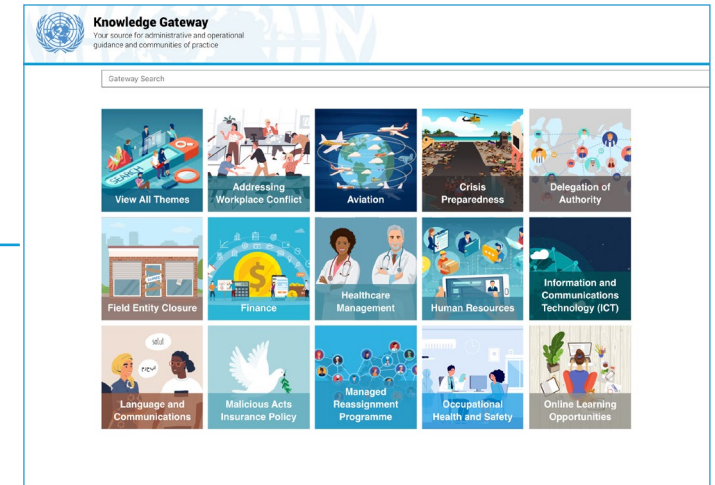 Knowledge Gateway
Your source for administrative and operational
guidance and communities of practice
Gateway Search
SEARCH
View All Themes
Addressing
Workplace Conflict
Aviation
Crisis
Preparedness
Delegation of
Authority
Field Entity Closure
Finance
Healthcare
Management
Human Resources
Information and
Communications
Technology (ICT)
salut
Language and
Communications
Malicious Acts
Insurance Policy
Managed
Reassignment
Programme
Occupational
Health and Safety
Online Learning
Opportunities